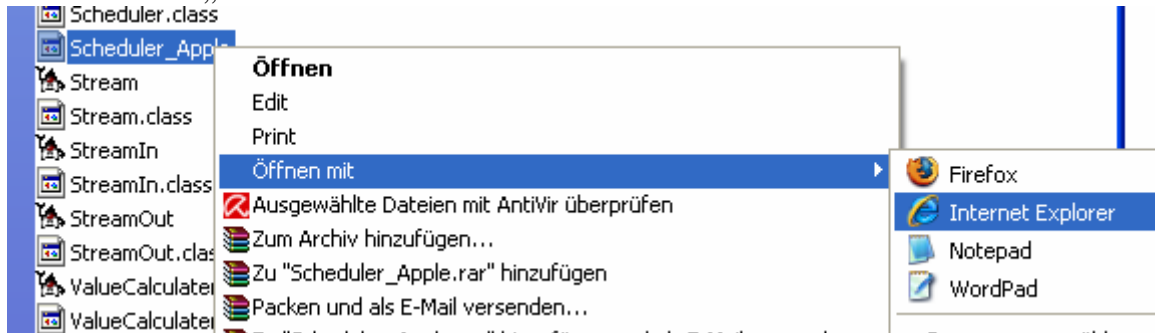 „
Scheduler.class
Scheduler_Apple
Stream
Stream.class
StreamIn
StreamIn.class
StreamOut
StreamOut.clas
ValueCalculater
ValueCalculater
Öffnen
Edit
Print
Öffnen mit
Ausgewählte Dateien mit AntiVir überprüfen
Zum Archiv hinzufügen...
Zu "Scheduler_Apple.rar" hinzufügen
Packen und als E-Mail versenden...
Firefox
Internet Explorer
Notepad
WordPad